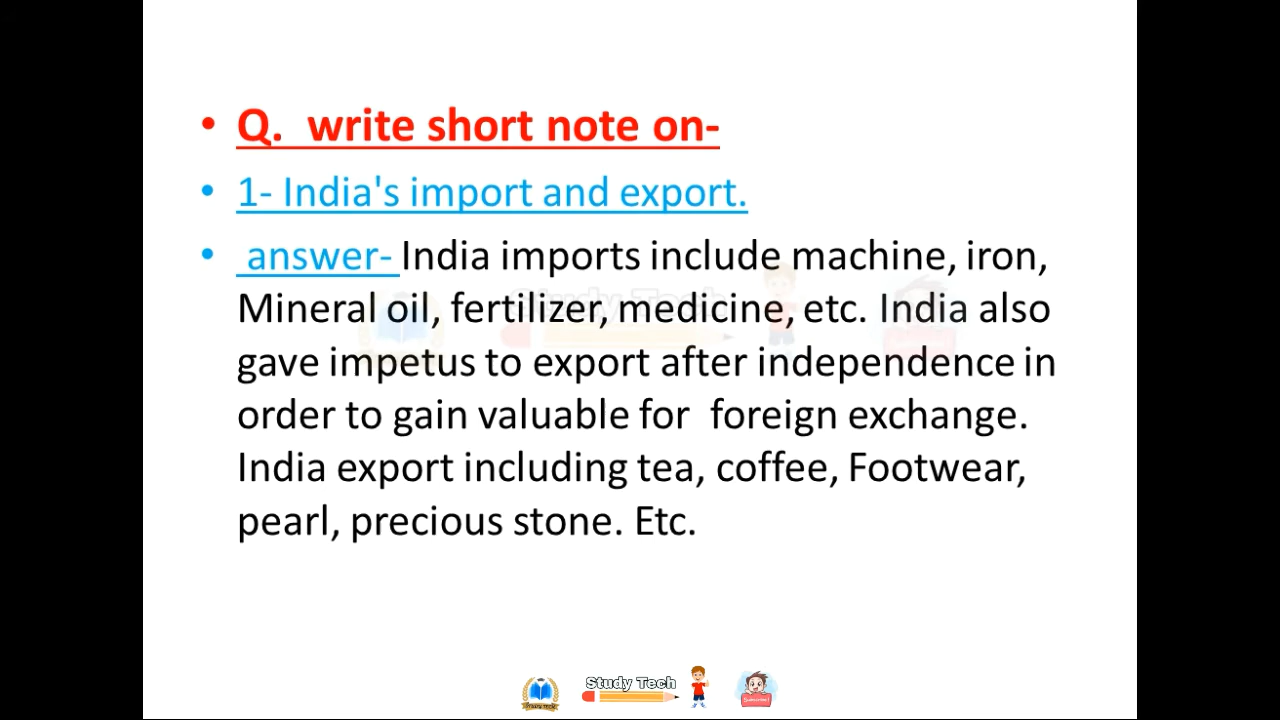 Q. write short note on-
1- India's import and export.
answer- India imports include machine, iron,
Mineral oil, fertilizer, medicine, etc. India also
gave impetus to export after independence in
order to gain valuable for foreign exchange.
India export including tea, coffee, Footwear,
pearl, precious stone. Etc.
Study Tech
Study Tech